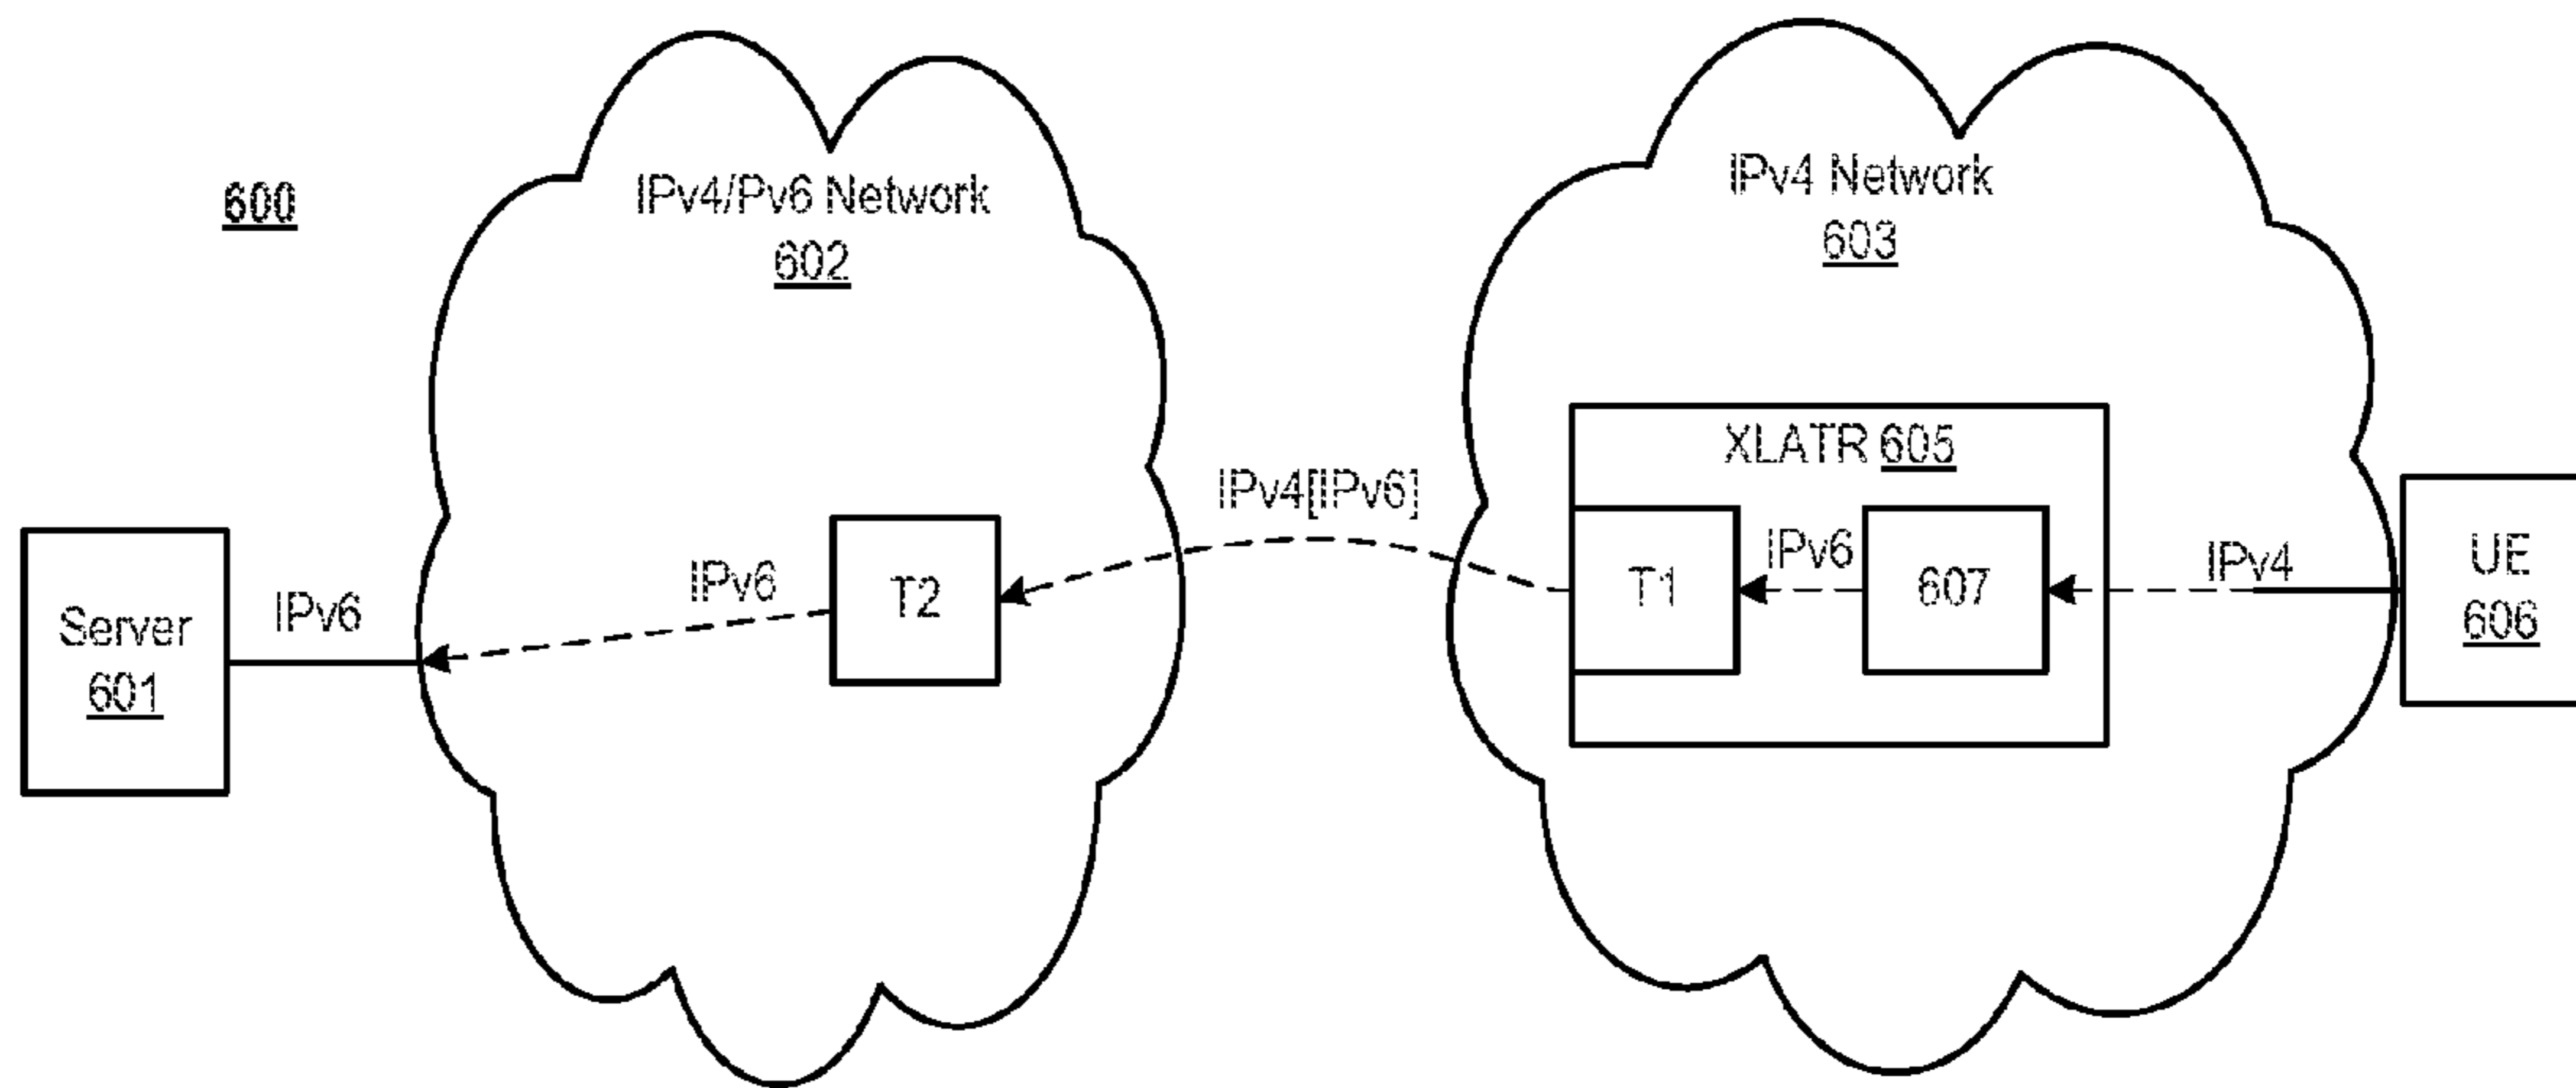 600
IPv4/Pv6 Network
602
IPv4 Network
603
XLATR 605
IPv4[IPv6]
Server
601
IPv6
IPv6
T2
T1
IPv6
607
IPv4
UE
606